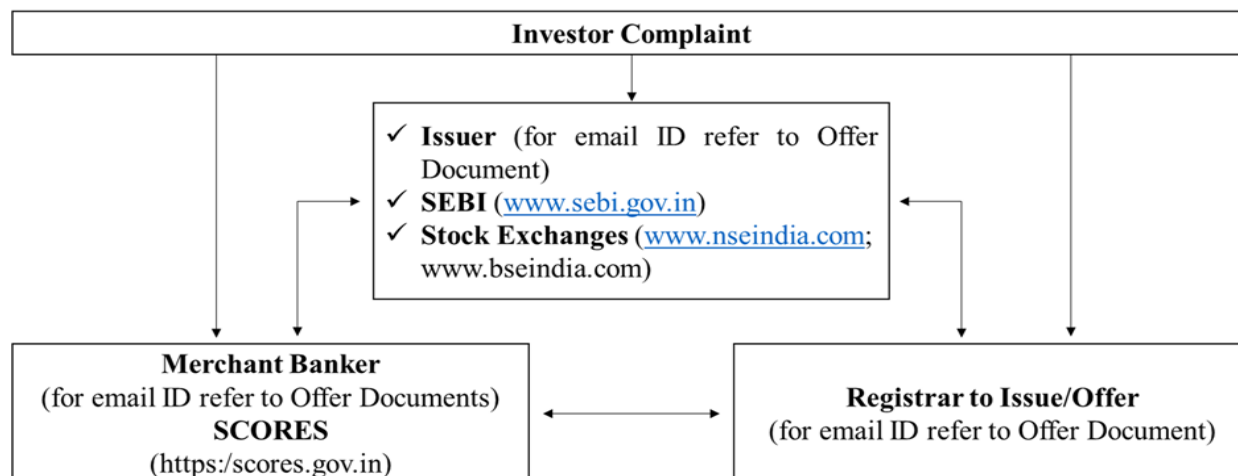 Investor Complaint
✓ Issuer (for email ID refer to Offer
Document)
✓ SEBI (www.sebi.gov.in)
✓ Stock Exchanges (www.nseindia.com;
www.bseindia.com)
Merchant Banker
(for email ID refer to Offer Documents)
SCORES
(https:/scores.gov.in)
Registrar to Issue/Offer
(for email ID refer to Offer Document)